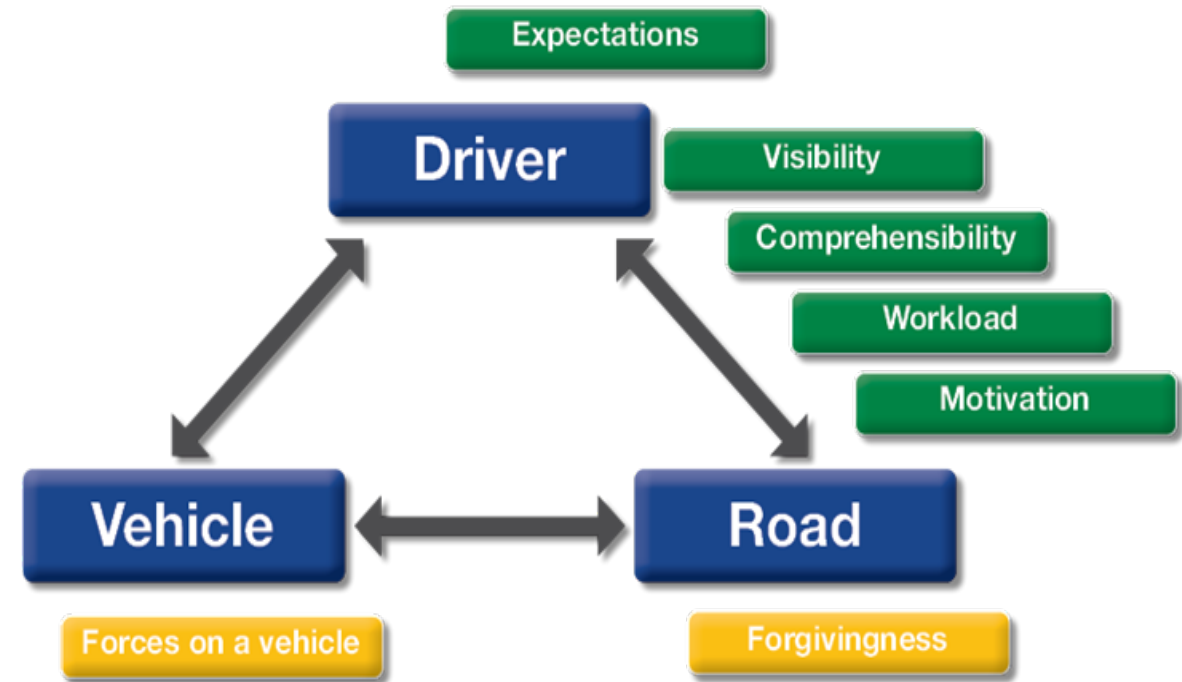 Expectations
Driver
Visibility
Comprehensibility
Workload
Motivation
Vehicle
Road
Forces on a vehicle
Forgivingness